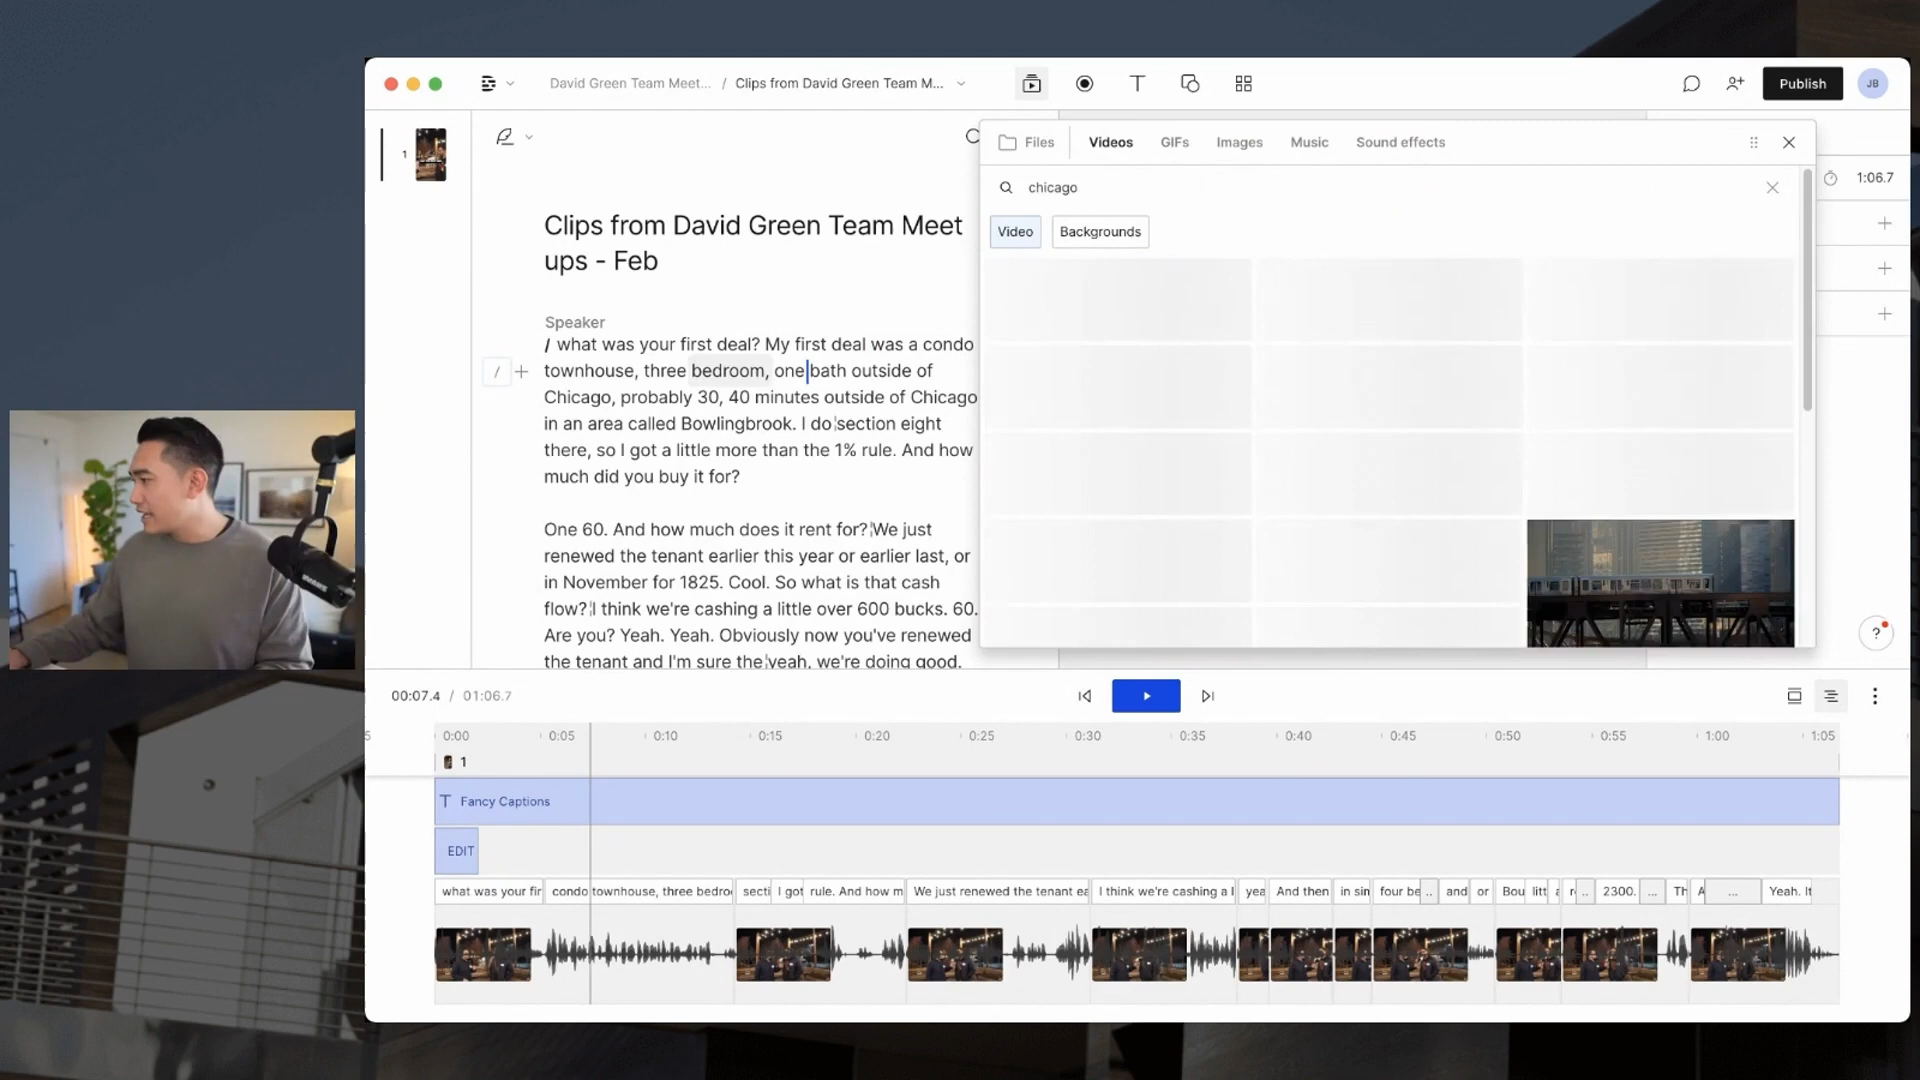 David Green Team Meet... / Clips from David Green Team M...
Publish
JB
1
Files
Videos
GIFs
Images
Music
Sound effects
chicago
Video
Backgrounds
1:06.7
Clips from David Green Team Meet
ups - Feb
Speaker
/ what was your first deal? My first deal was a condo
townhouse, three bedroom, one bath outside of
Chicago, probably 30, 40 minutes outside of Chicago
in an area called Bowlingbrook. I do section eight
there, so I got a little more than the 1% rule. And how
much did you buy it for?
One 60. And how much does it rent for? We just
renewed the tenant earlier this year or earlier last, or
in November for 1825. Cool. So what is that cash
flow? I think we're cashing a little over 600 bucks. 60.
Are you? Yeah. Yeah. Obviously now you've renewed
the tenant and I'm sure the yeah, we're doing good.
/
?
00:07.4 / 01:06.7
5 0:00 0:05 0:10 0:15 0:20 0:25 0:30 0:35 0:40 0:45 0:50 0:55 1:00 1:05
1
T Fancy Captions
EDIT
what was your fir
condo townhouse, three bedro
secti
I got
rule. And how m
We just renewed the tenant ea
I think we're cashing a l
yea
And then
in sin
four be
..
and
or
Bou
litt
..
2300.
...
Th
A
...
Yeah. It